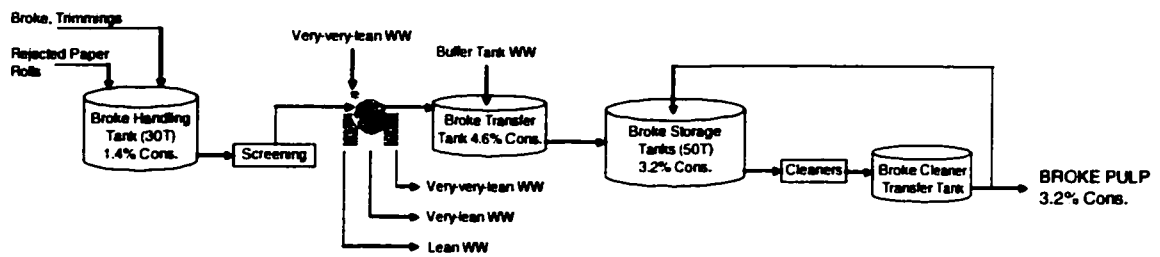 Broke, Trimmings
Rejected Paper
Rolls
Broke Handling
Tank (30T)
1.4% Cons.
Screening
Very-very-lean WW
Buffer Tank WW
Broke Transfer
Tank 4.6% Cons.
Very-very-lean WW
Very-lean WW
Lean WW
Broke Storage
Tanks (50T)
3.2% Cons.
Cleaners
Broke Cleaner
Transfer Tank
BROKE PULP
3.2% Cons.